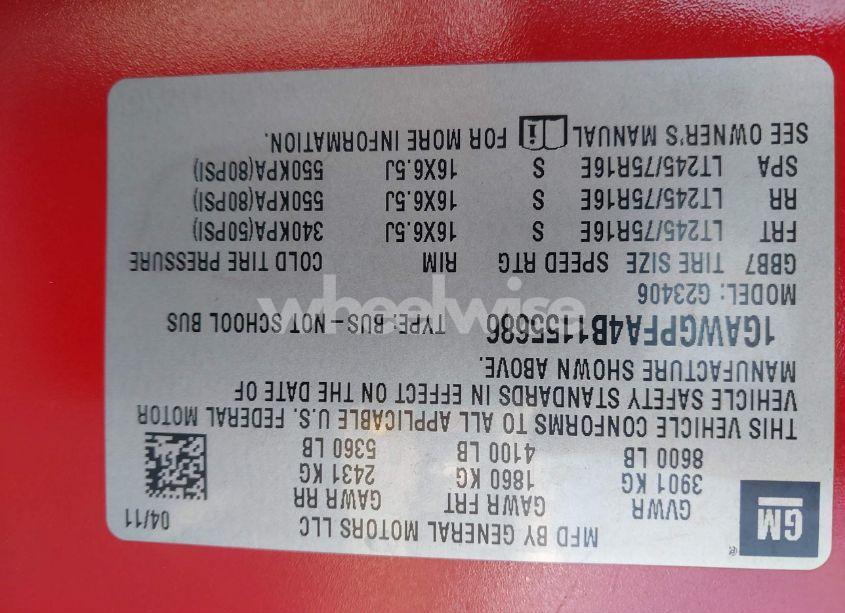 MFD BY GENERAL MOTORS LLC 04/11
GM
GVWR GAWR FRT GAWR RR
3901 KG 1860 KG 2431 KG
8600 LB 4100 LB 5360 LB
THIS VEHICLE CONFORMS TO ALL APPLICABLE U.S. FEDERAL MOTOR
VEHICLE SAFETY STANDARDS IN EFFECT ON THE DATE OF
MANUFACTURE SHOWN ABOVE.
1GAWGPFA4B1155686 TYPE: BUS-NOT SCHOOL BUS
MODEL: G23406
wheelwise
GBB7 TIRE SIZE SPEED RTG RIM COLD TIRE PRESSURE
FRT LT245/75R16E S 16X6.5J 340KPA(50PSI)
RR LT245/75R16E S 16X6.5J 550KPA(80PSI)
SPA LT245/75R16E S 16X6.5J 550KPA(80PSI)
SEE OWNER'S MANUAL FOR MORE INFORMATION.